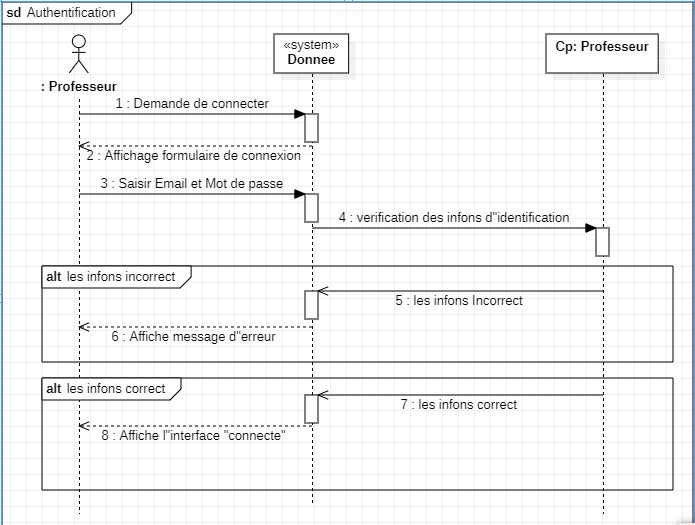 sd Authentification
«system»
Donnee
Cp: Professeur
: Professeur
1 : Demande de connecter
2 : Affichage formulaire de connexion
3 : Saisir Email et Mot de passe
4 : verification des infons d"identification
alt les infons incorrect
5 : les infons Incorrect
6 : Affiche message d"erreur
alt les infons correct
7 : les infons correct
8 : Affiche l"interface "connecte"